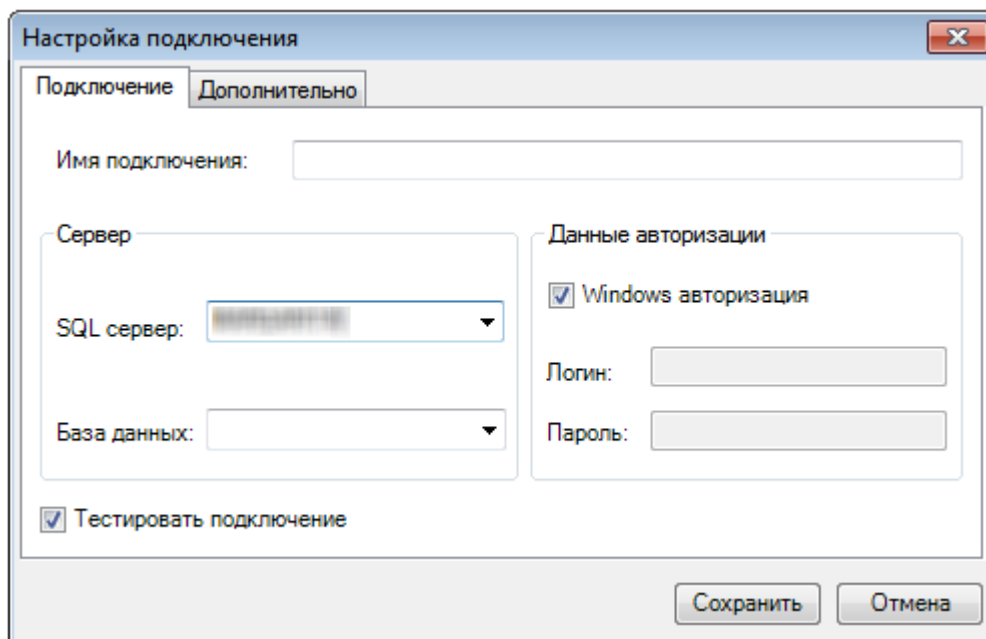 Настройка подключения
Подключение
Дополнительно
Имя подключения:
Сервер
SQL сервер:
База данных:
Данные авторизации
Windows авторизация
Логин:
Пароль:
Тестировать подключение
Сохранить
Отмена